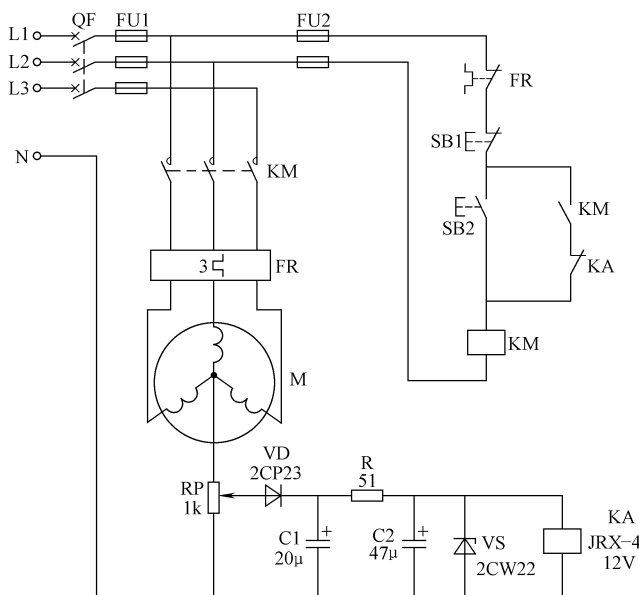 QF FU1 FU2
L1
L2
L3
FR
SB1
N
KM
KM
SB2
KA
3 FR
KM
M
VD
2CP23
R
51
RP
1k
C1
20μ
C2
47μ
VS
2CW22
KA
JRX-4
12V